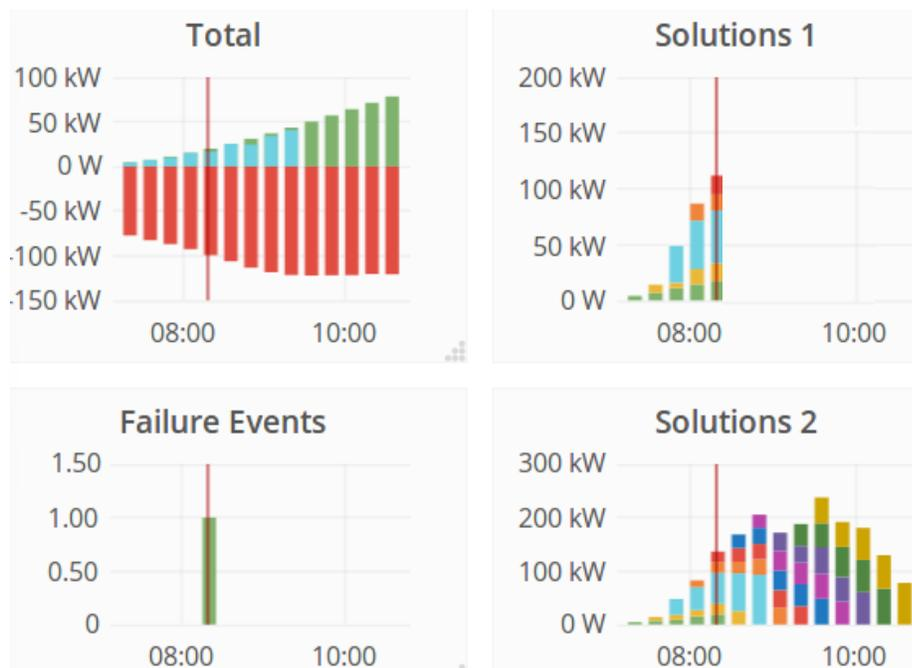 Total
100 kW
50 kW
0 W
-50 kW
-100 kW
-150 kW
08:00 10:00
Solutions 1
200 kW
150 kW
100 kW
50 kW
0 W
08:00 10:00
Failure Events
1.50
1.00
0.50
0
08:00 10:00
Solutions 2
300 kW
200 kW
100 kW
0 W
08:00 10:00